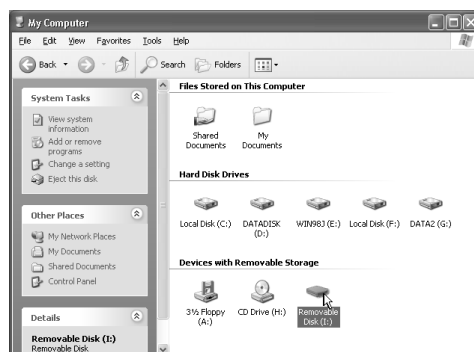 My Computer
File Edit View Favorites Tools Help
Back Search Folders
System Tasks
View system
information
Add or remove
programs
Change a setting
Eject this disk
Other Places
My Network Places
My Documents
Shared Documents
Control Panel
Details
Removable Disk (I:)
Removable Disk
Files Stored on This Computer
Shared
Documents
My
Documents
Hard Disk Drives
Local Disk (C:)
DATADISK
(D:)
WIN98J (E:)
Local Disk (F:)
DATA2 (G:)
Devices with Removable Storage
3½ Floppy
(A:)
CD Drive (H:)
Removable
Disk (I:)